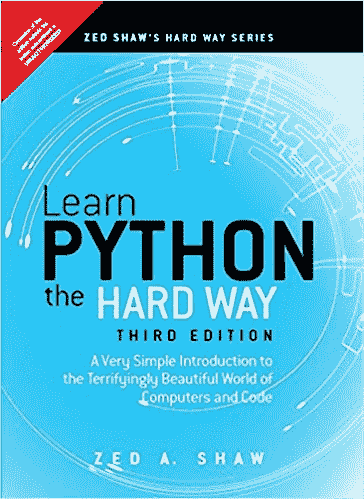 ZED SHAW'S HARD WAY SERIES
Learn
PYTHON
the HARD WAY
THIRD EDITION
A Very Simple Introduction to
the Terrifyingly Beautiful World of
Computers and Code
ZED A. SHAW